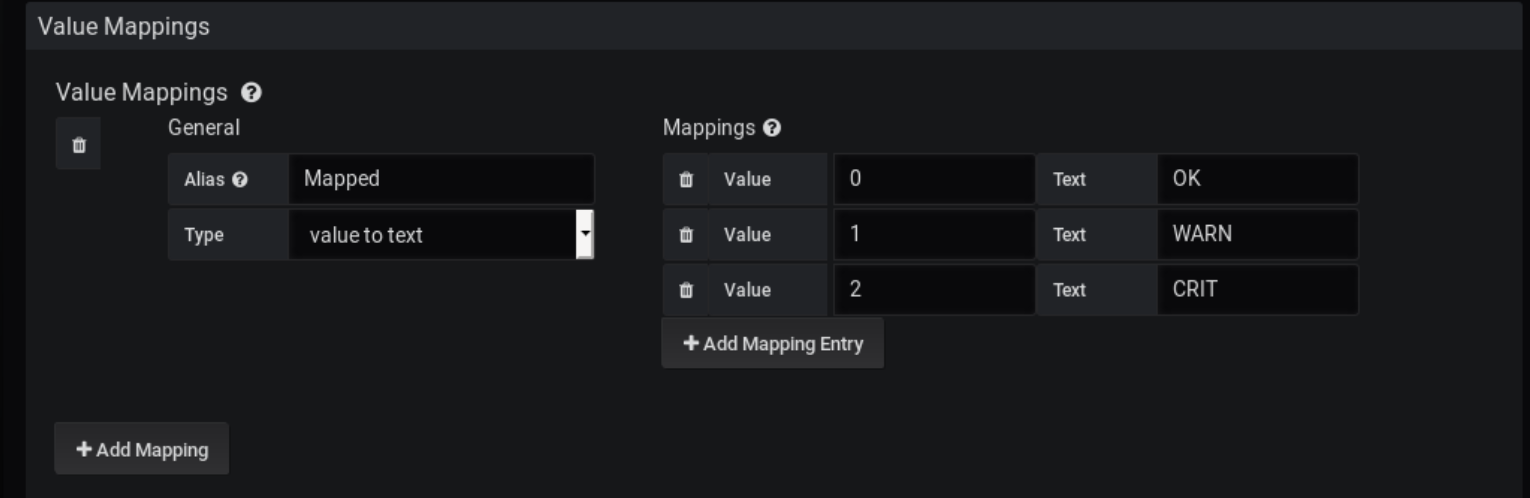 Value Mappings
Value Mappings
General
Mappings
Alias Mapped
Value 0 Text OK
Type value to text
Value 1 Text WARN
Value 2 Text CRIT
Add Mapping Entry
Add Mapping